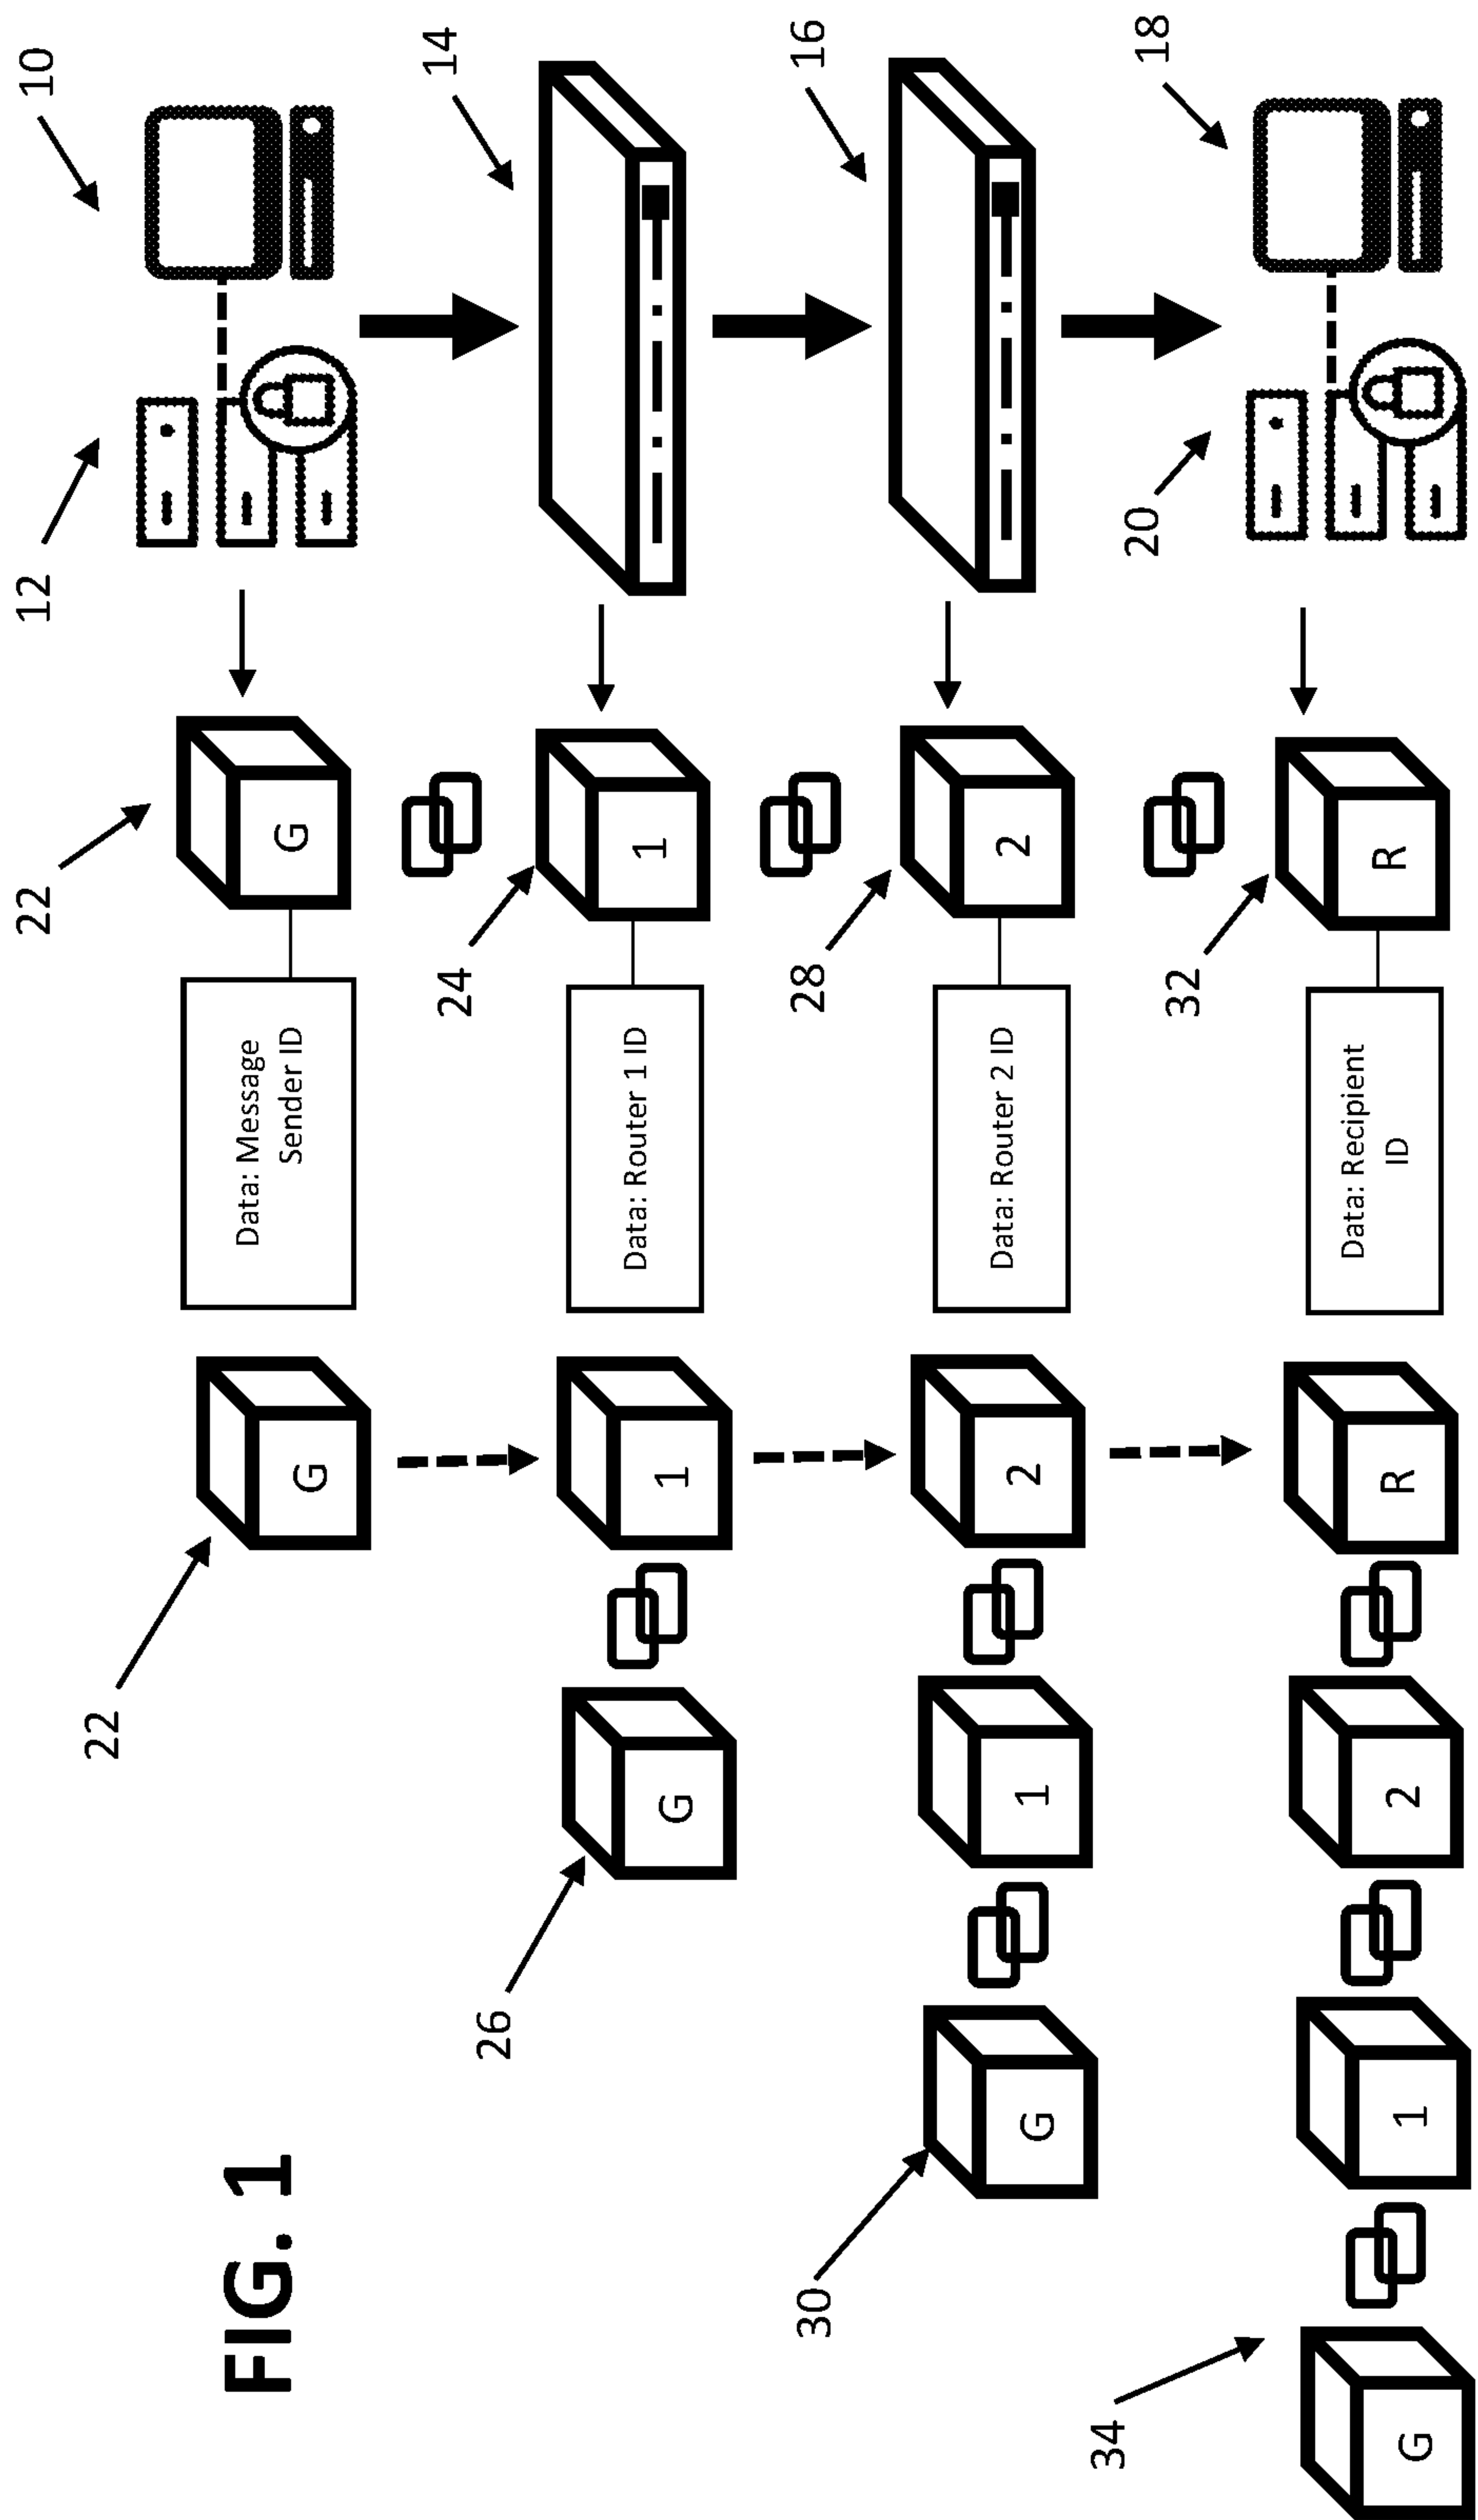 FIG. 1
22
22
12
10
G
Data: Message
Sender ID
G
26
24
14
G
1
Data: Router 1 ID
1
30
28
16
G
1
2
Data: Router 2 ID
2
34
32
20
18
G
1
2
R
Data: Recipient
ID
R